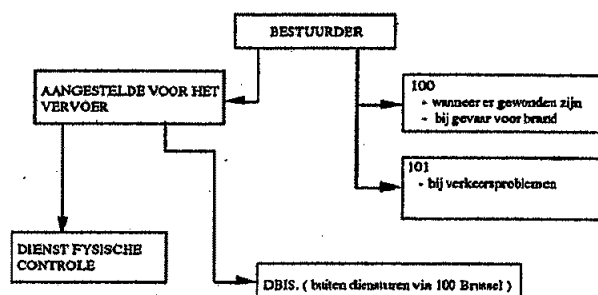 BESTUURDER
AANGESTELDE VOOR HET
VERVOER
100
- wanneer er gewonden zijn
- bij gevaar voor brand
101
- bij verkeersproblemen
DIENST FYSISCHE
CONTROLE
DBIS. ( buiten diensturen via 100 Brussel )